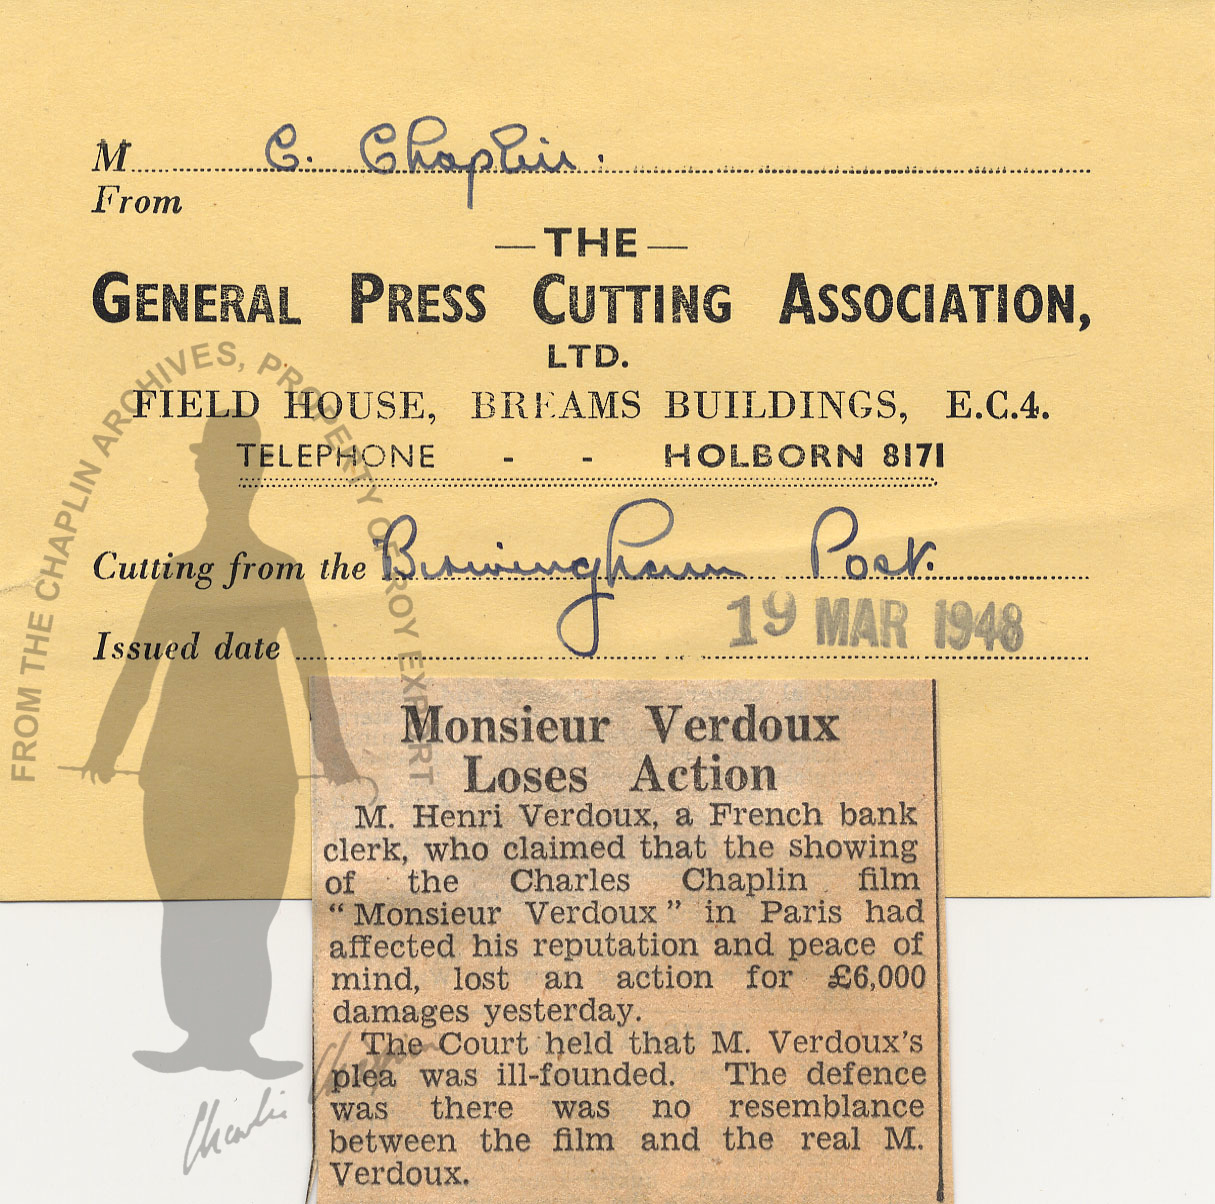 M C. Chaplin.
From
— THE —
GENERAL PRESS CUTTING ASSOCIATION,
LTD.
FIELD HOUSE, BREAMS BUILDINGS, E.C.4.
TELEPHONE - - HOLBORN 8171
Cutting from the Birmingham Post.
Issued date 19 MAR 1948
Monsieur Verdoux
Loses Action
M. Henri Verdoux, a French bank
clerk, who claimed that the showing
of the Charles Chaplin film
“Monsieur Verdoux” in Paris had
affected his reputation and peace of
mind, lost an action for £6,000
damages yesterday.
The Court held that M. Verdoux's
plea was ill-founded. The defence
was there was no resemblance
between the film and the real M.
Verdoux.
FROM THE CHAPLIN ARCHIVES, PROPERTY OF ROY EXPORT
Charlie Chaplin